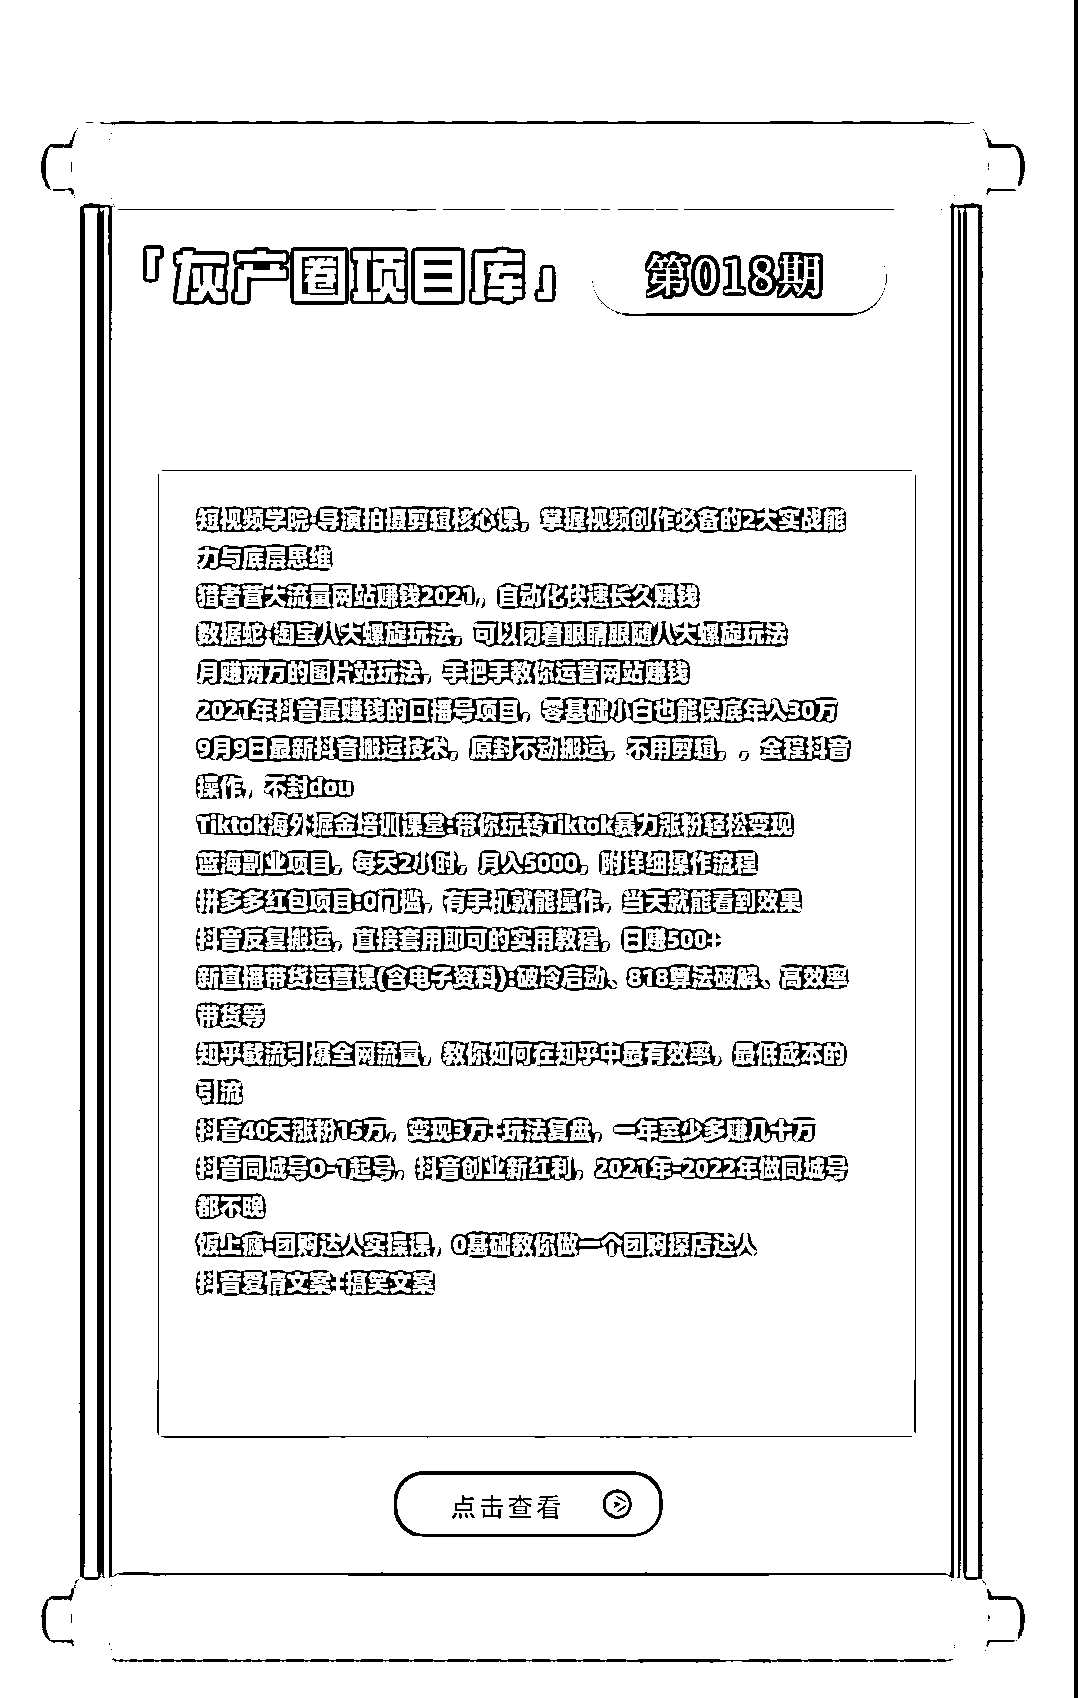 「灰产圈项目库」 第018期
短视频学院·导演拍摄剪辑核心课，掌握视频创作必备的2大实战能
力与底层思维
猎者营大流量网站赚钱2021，自动化快速长久赚钱
数据蛇·淘宝八大螺旋玩法，可以闭着眼睛跟随八大螺旋玩法
月赚两万的图片站玩法，手把手教你运营网站赚钱
2021年抖音最赚钱的口播号项目，零基础小白也能保底年入30万
9月9日最新抖音搬运技术，原封不动搬运，不用剪辑，，全程抖音
操作，不封dou
Tiktok海外掘金培训课堂:带你玩转Tiktok暴力涨粉轻松变现
蓝海副业项目，每天2小时，月入5000，附详细操作流程
拼多多红包项目:0门槛，有手机就能操作，当天就能看到效果
抖音反复搬运，直接套用即可的实用教程，日赚500+
新直播带货运营课(含电子资料):破冷启动、818算法破解、高效率
带货等
知乎截流引爆全网流量，教你如何在知乎中最有效率，最低成本的
引流
抖音40天涨粉15万，变现3万+玩法复盘，一年至少多赚几十万
抖音同城号0-1起号，抖音创业新红利，2021年-2022年做同城号
都不晚
饭上瘾-团购达人实操课，0基础教你做一个团购探店达人
抖音爱情文案+搞笑文案
点击查看